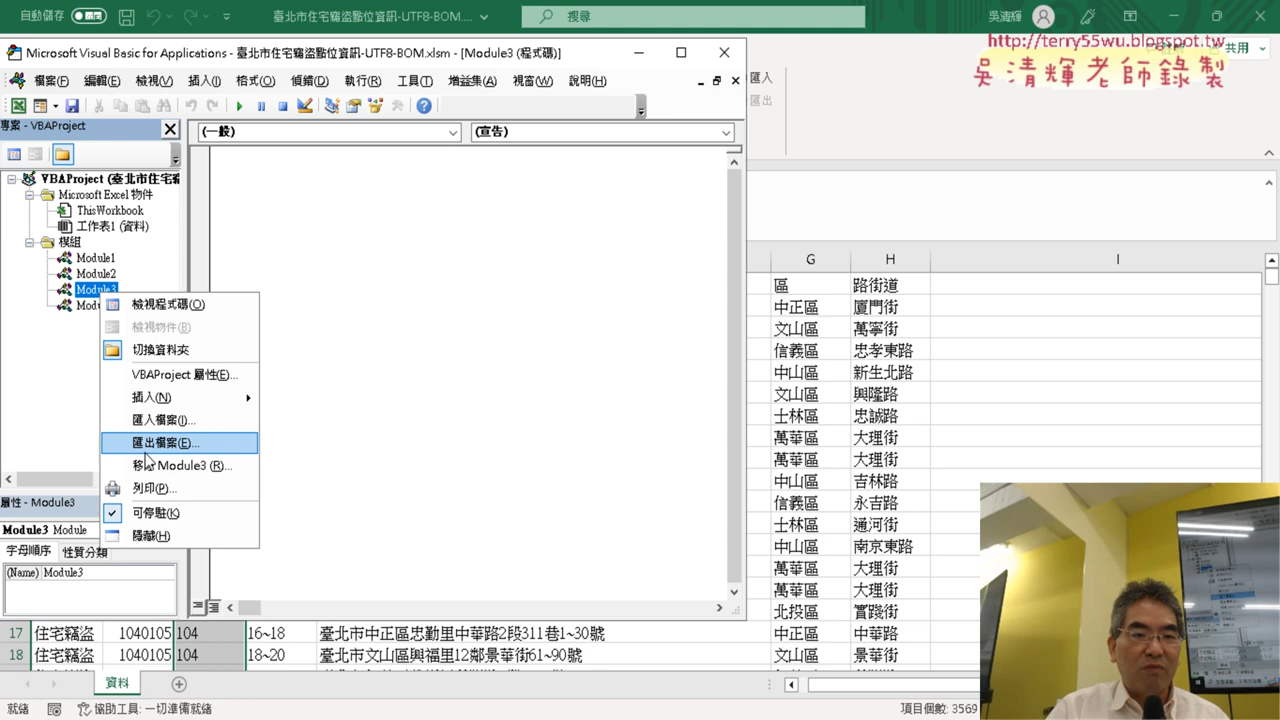 自動儲存
臺北市住宅竊盜點位資訊-UTF8-BOM....
搜尋
吳清輝
http://terry55wu.blogspot.tw
吳清輝老師錄製
共用
匯入
匯出
Microsoft Visual Basic for Applications - 臺北市住宅竊盜點位資訊-UTF8-BOM.xlsm - [Module3 (程式碼)]
檔案(F) 編輯(E) 檢視(V) 插入(I) 格式(O) 偵錯(D) 執行(R) 工具(T) 增益集(A) 視窗(W) 說明(H)
專案 - VBAProject
(一般)
(宣告)
VBAProject (臺北市住宅竊
Microsoft Excel 物件
ThisWorkbook
工作表1 (資料)
模組
Module1
Module2
Module3
檢視程式碼(O)
檢視物件(B)
切換資料夾
VBAProject 屬性(E)...
插入(N)
匯入檔案(I)...
匯出檔案(E)...
Module3 (R)...
列印(P)...
可停駐(K)
隱藏(H)
屬性 - Module3
Module3 Module
字母順序 性質分類
(Name) Module3
G H I
區 路街道
中正區 廈門街
文山區 萬寧街
信義區 忠孝東路
中山區 新生北路
文山區 興隆路
士林區 忠誠路
萬華區 大理街
萬華區 大理街
中山區 吉林路
信義區 永吉路
士林區 通河街
中山區 南京東路
萬華區 大理街
萬華區 大理街
北投區 實踐街
17 住宅竊盜 1040105 104 16~18 臺北市中正區忠勤里中華路2段311巷1~30號 中正區 中華路
18 住宅竊盜 1040105 104 18~20 臺北市文山區興福里12鄰景華街61~90號 文山區 景華街
資料
就緒
協助工具: 一切準備就緒
項目個數: 3569